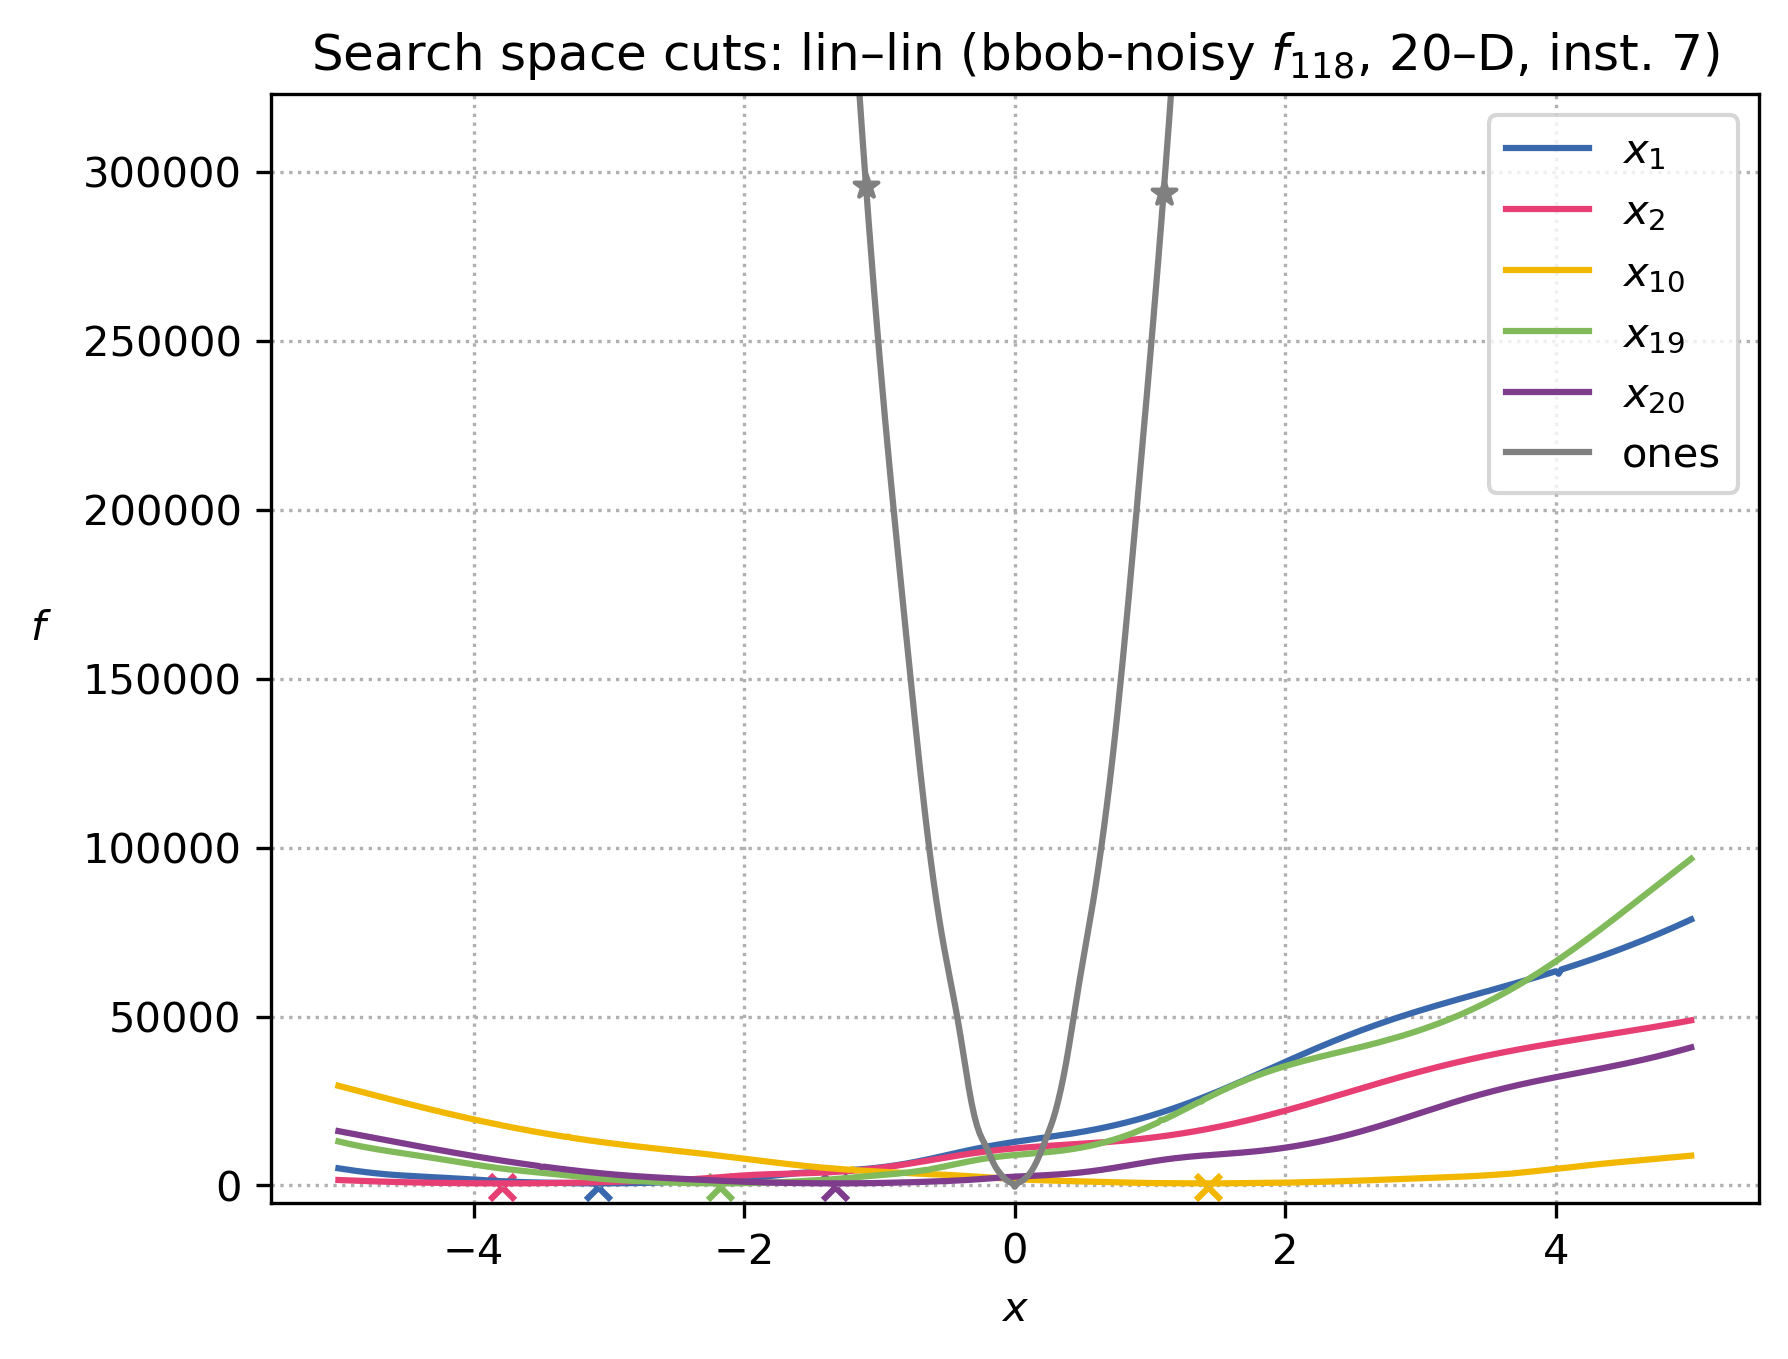 Search space cuts: lin–lin (bbob-noisy f118, 20–D, inst. 7)
300000
250000
200000
150000
100000
50000
0
f
−4
−2
0
2
4
x
x1
x2
x10
x19
x20
ones